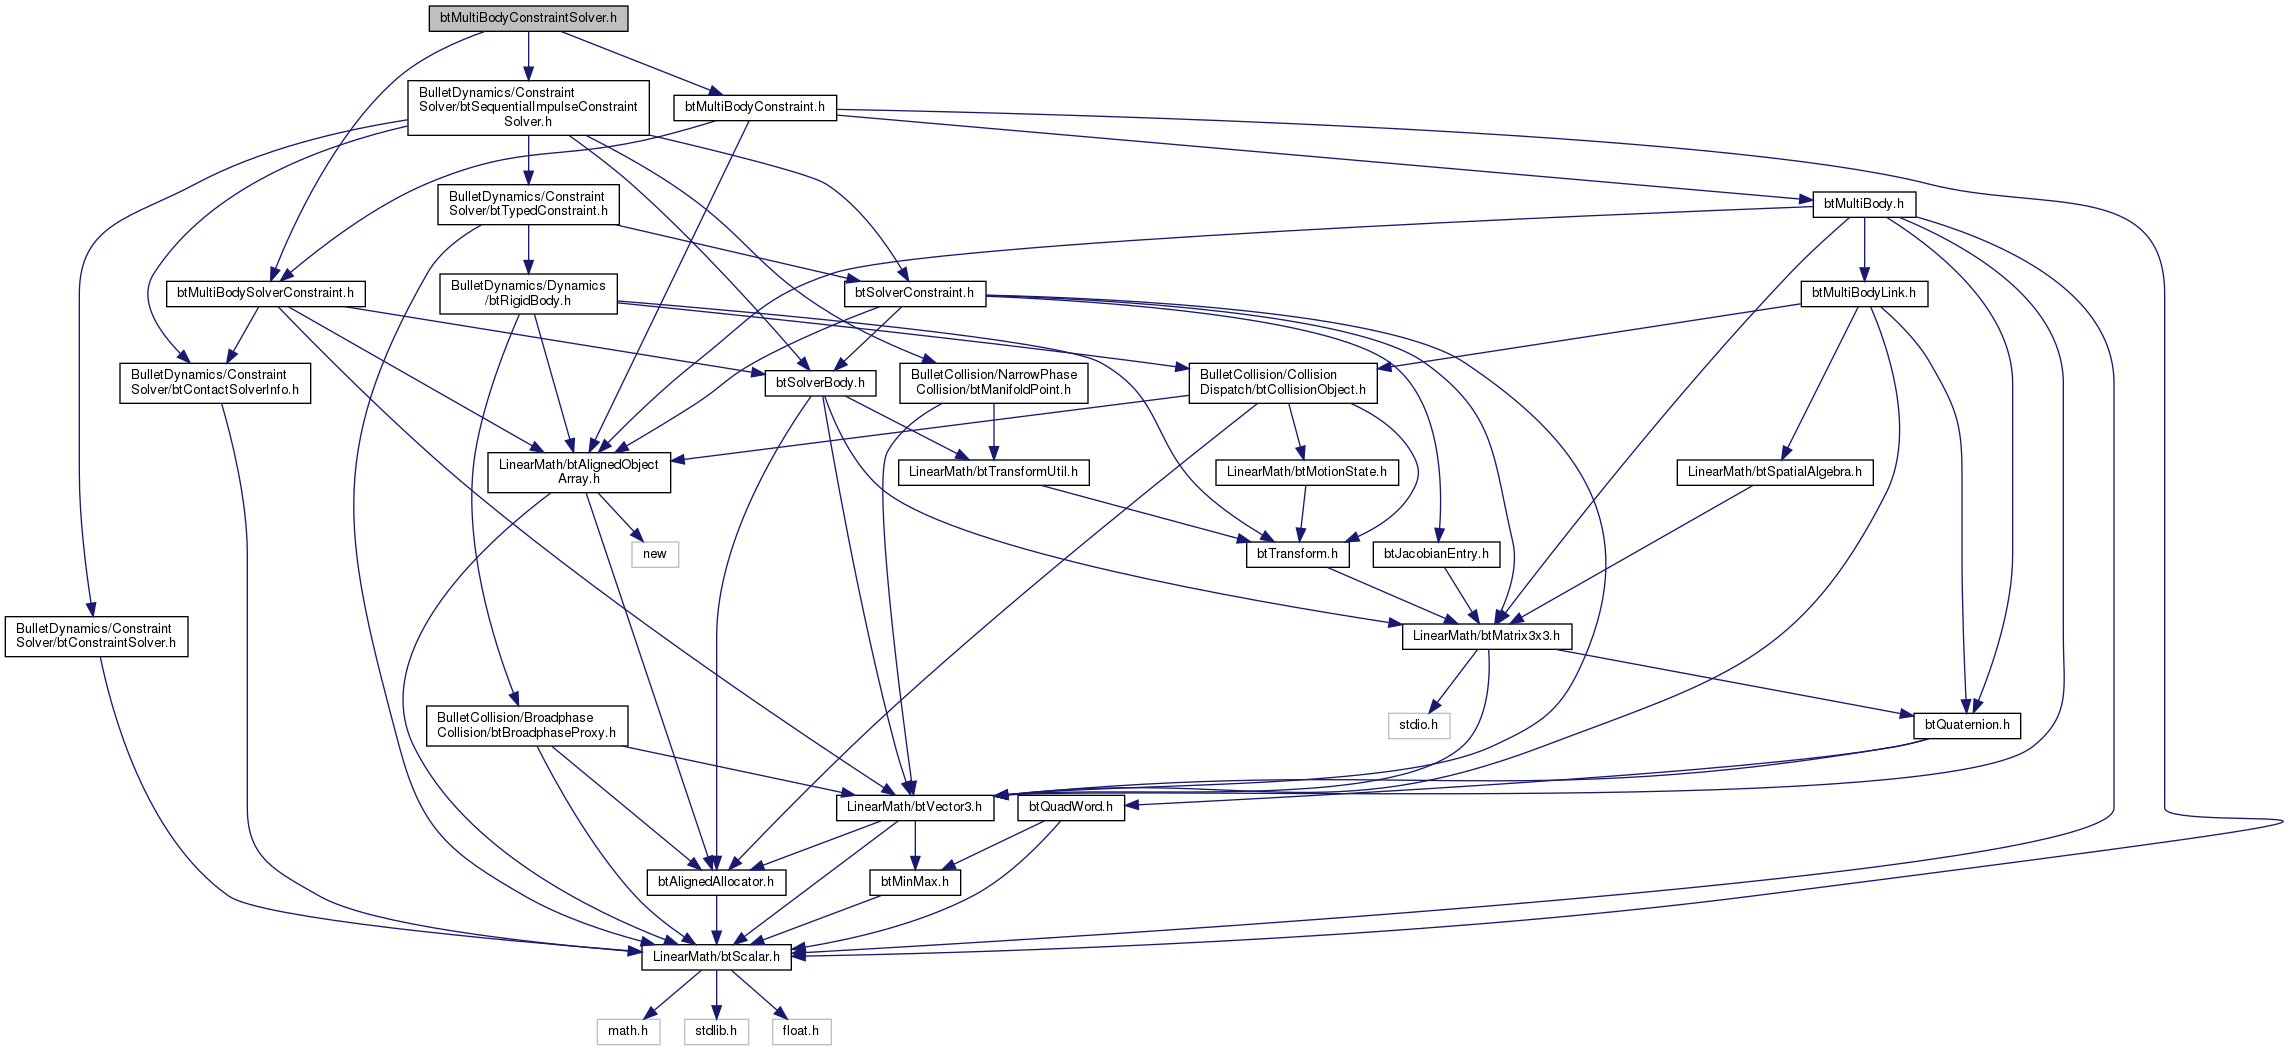 btMultiBodyConstraintSolver.h
BulletDynamics/Constraint
Solver/btSequentialImpulseConstraint
Solver.h
btMultiBodyConstraint.h
BulletDynamics/Constraint
Solver/btTypedConstraint.h
btMultiBody.h
btMultiBodySolverConstraint.h
BulletDynamics/Dynamics
/btRigidBody.h
btSolverConstraint.h
btMultiBodyLink.h
BulletDynamics/Constraint
Solver/btContactSolverInfo.h
btSolverBody.h
BulletCollision/NarrowPhase
Collision/btManifoldPoint.h
BulletCollision/Collision
Dispatch/btCollisionObject.h
LinearMath/btAlignedObject
Array.h
LinearMath/btTransformUtil.h
LinearMath/btMotionState.h
LinearMath/btSpatialAlgebra.h
new
btTransform.h
btJacobianEntry.h
BulletDynamics/Constraint
Solver/btConstraintSolver.h
LinearMath/btMatrix3x3.h
BulletCollision/Broadphase
Collision/btBroadphaseProxy.h
stdio.h
btQuaternion.h
LinearMath/btVector3.h
btQuadWord.h
btAlignedAllocator.h
btMinMax.h
LinearMath/btScalar.h
math.h
stdlib.h
float.h